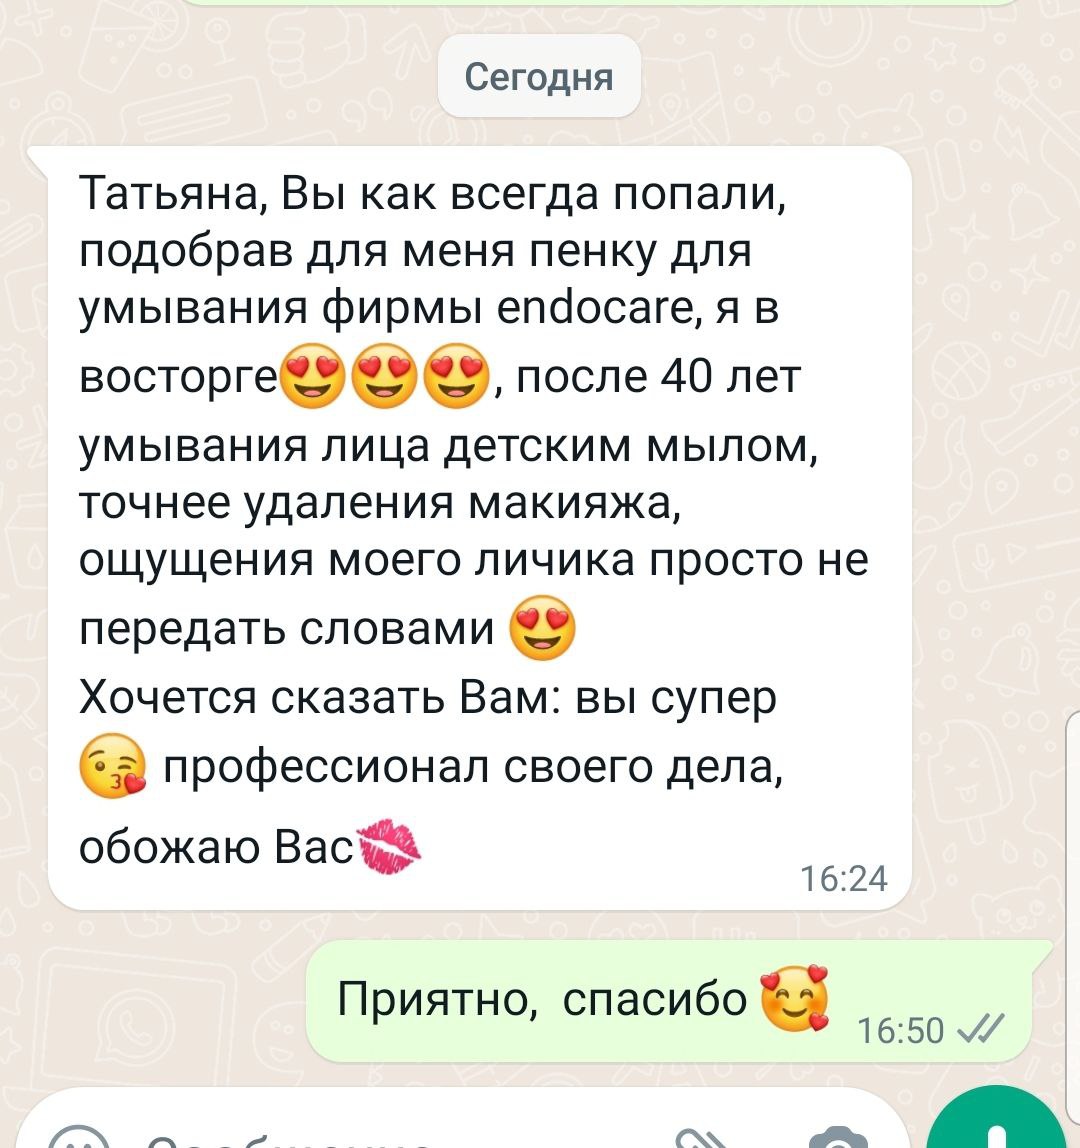 Сегодня
Татьяна, Вы как всегда попали,
подобрав для меня пенку для
умывания фирмы endocare, я в
восторге😍😍😍, после 40 лет
умывания лица детским мылом,
точнее удаления макияжа,
ощущения моего личика просто не
передать словами 😍
Хочется сказать Вам: вы супер
😘 профессионал своего дела,
обожаю Вас💋
16:24
Приятно, спасибо 🥰
16:50